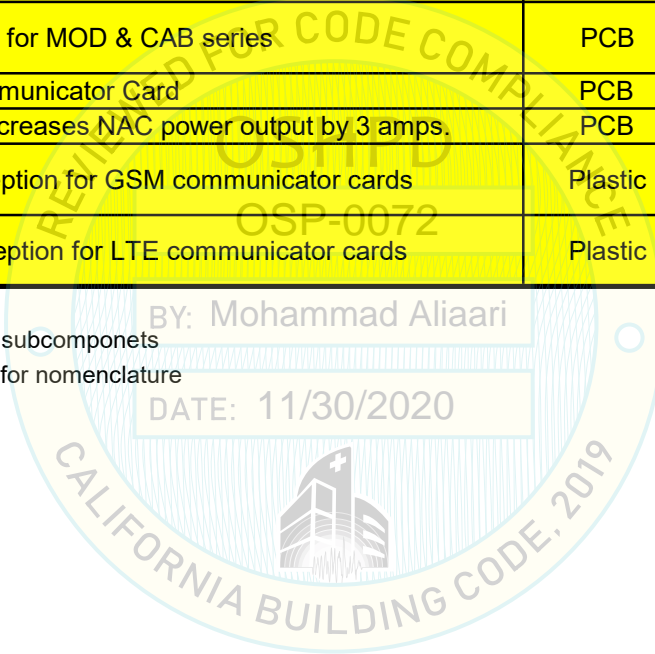 for MOD & CAB series PCB
municator Card PCB
creases NAC power output by 3 amps. PCB
ption for GSM communicator cards Plastic
eption for LTE communicator cards Plastic
subcomponets
for nomenclature
REVIEWED FOR CODE COMPLIANCE
OSHPD
OSP-0072
BY: Mohammad Aliaari
DATE: 11/30/2020
CALIFORNIA BUILDING CODE, 2019